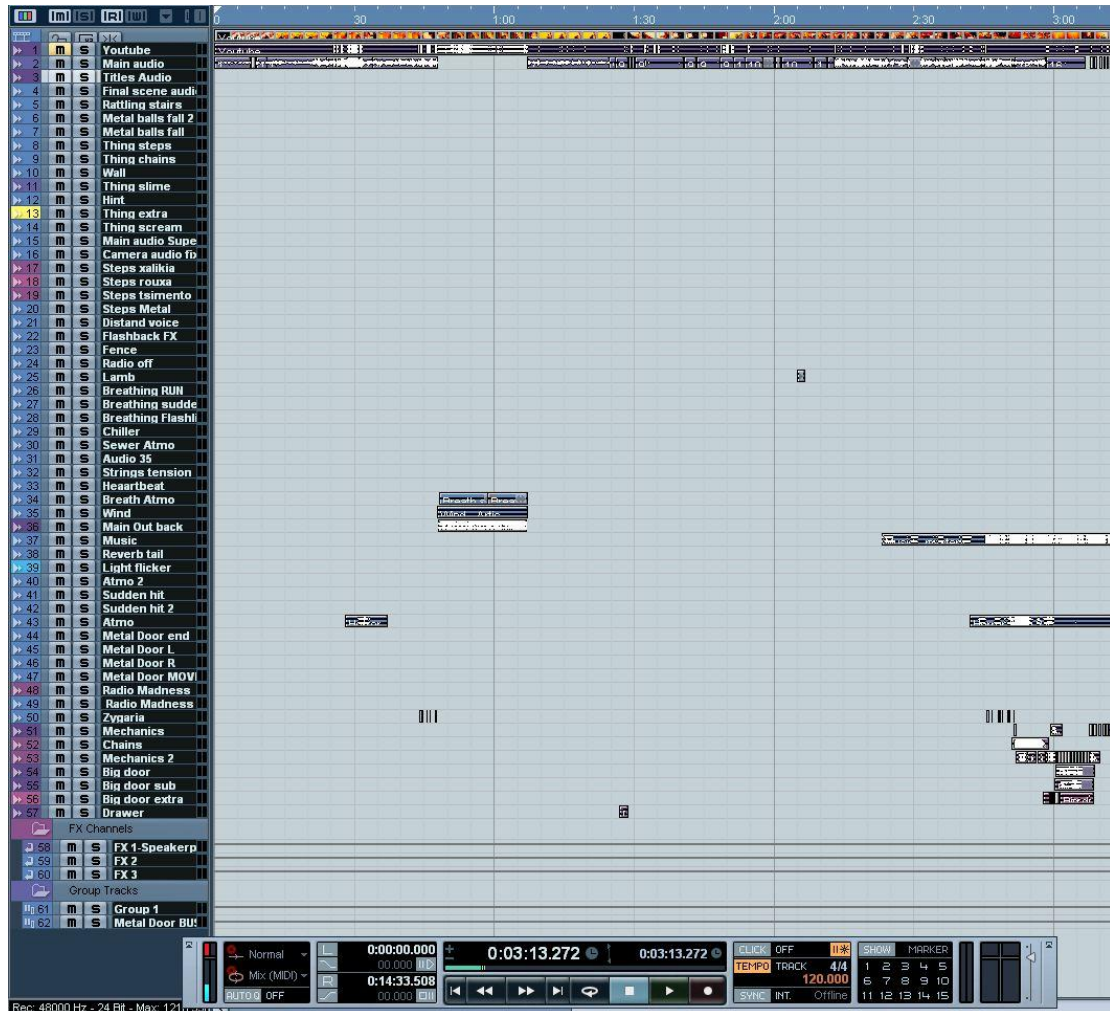 [M] [S] [R] [W]
30 1:00 1:30 2:00 2:30 3:00
1 m S Youtube Youtube
2 m S Main audio
3 m S Titles Audio
4 m S Final scene audi
5 m S Rattling stairs
6 m S Metal balls fall 2
7 m S Metal balls fall
8 m S Thing steps
9 m S Thing chains
10 m S Wall
11 m S Thing slime
12 m S Hint
13 m S Thing extra
14 m S Thing scream
15 m S Main audio Supe
16 m S Camera audio fix
17 m S Steps xalikia
18 m S Steps rouxa
19 m S Steps tsimento
20 m S Steps Metal
21 m S Distand voice
22 m S Flashback FX
23 m S Fence
24 m S Radio off
25 m S Lamb
26 m S Breathing RUN
27 m S Breathing sudde
28 m S Breathing Flashli
29 m S Chiller
30 m S Sewer Atmo
31 m S Audio 35
32 m S Strings tension
33 m S Heaartbeat
34 m S Breath Atmo
35 m S Wind
36 m S Main Out back
37 m S Music
38 m S Reverb tail
39 m S Light flicker
40 m S Atmo 2
41 m S Sudden hit
42 m S Sudden hit 2
43 m S Atmo
44 m S Metal Door end
45 m S Metal Door L
46 m S Metal Door R
47 m S Metal Door MOVI
48 m S Radio Madness
49 m S Radio Madness
50 m S Zygaria
51 m S Mechanics
52 m S Chains
53 m S Mechanics 2
54 m S Big door
55 m S Big door sub
56 m S Big door extra
57 m S Drawer
FX Channels
58 m S FX 1-Speakerp
59 m S FX 2
60 m S FX 3
Group Tracks
61 m S Group 1
62 m S Metal Door BUS
Normal L 0:00:00.000 0:03:13.272 0:03:13.272 CLICK OFF SHOW MARKER
00.000 TEMPO TRACK 4/4 1 2 3 4 5
Mix (MIDI) R 0:14:33.508 120.000 6 7 8 9 10
AUTO Q OFF 00.000 SYNC INT. Offline 11 12 13 14 15
Rec: 48000 Hz - 24 Bit - Max: